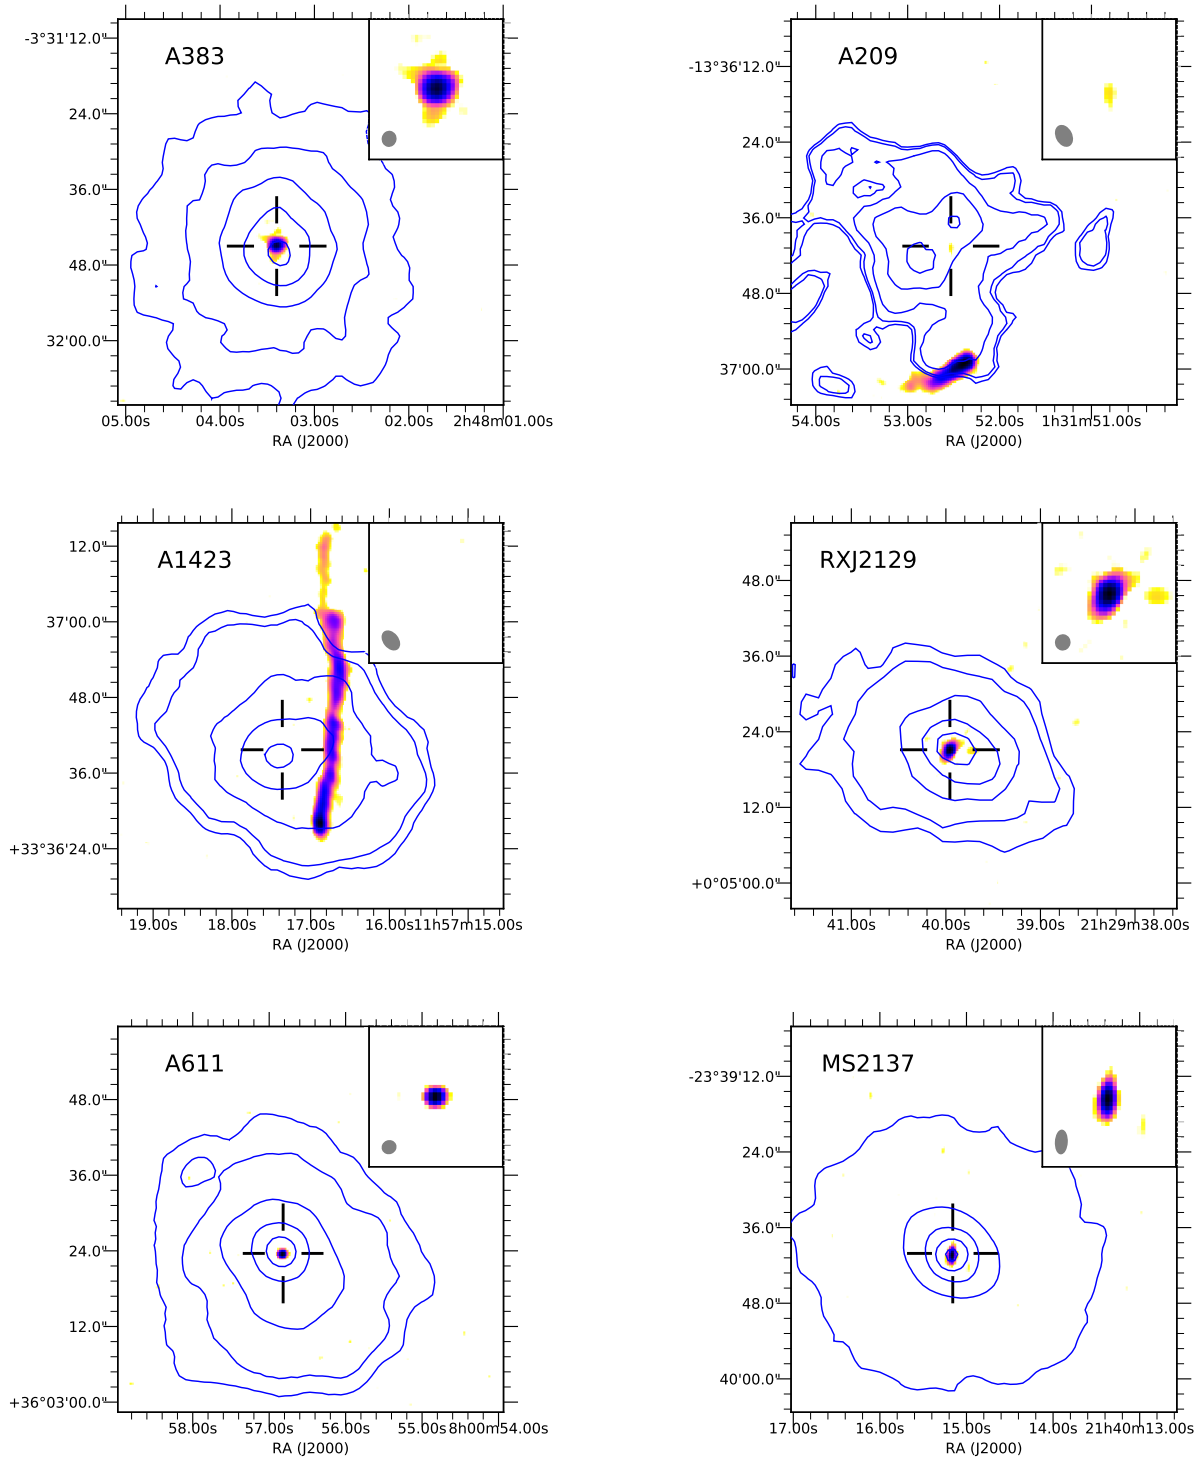 A383
-3°31'12.0"
24.0"
36.0"
48.0"
32'00.0"
05.00s 04.00s 03.00s 02.00s 2h48m01.00s
RA (J2000)
A209
-13°36'12.0"
24.0"
36.0"
48.0"
37'00.0"
54.00s 53.00s 52.00s 1h31m51.00s
RA (J2000)
A1423
12.0"
37'00.0"
48.0"
36.0"
+33°36'24.0"
19.00s 18.00s 17.00s 16.00s 11h57m15.00s
RA (J2000)
RXJ2129
48.0"
36.0"
24.0"
12.0"
+0°05'00.0"
41.00s 40.00s 39.00s 21h29m38.00s
RA (J2000)
A611
48.0"
36.0"
24.0"
12.0"
+36°03'00.0"
58.00s 57.00s 56.00s 55.00s 8h00m54.00s
RA (J2000)
MS2137
-23°39'12.0"
24.0"
36.0"
48.0"
40'00.0"
17.00s 16.00s 15.00s 14.00s 21h40m13.00s
RA (J2000)